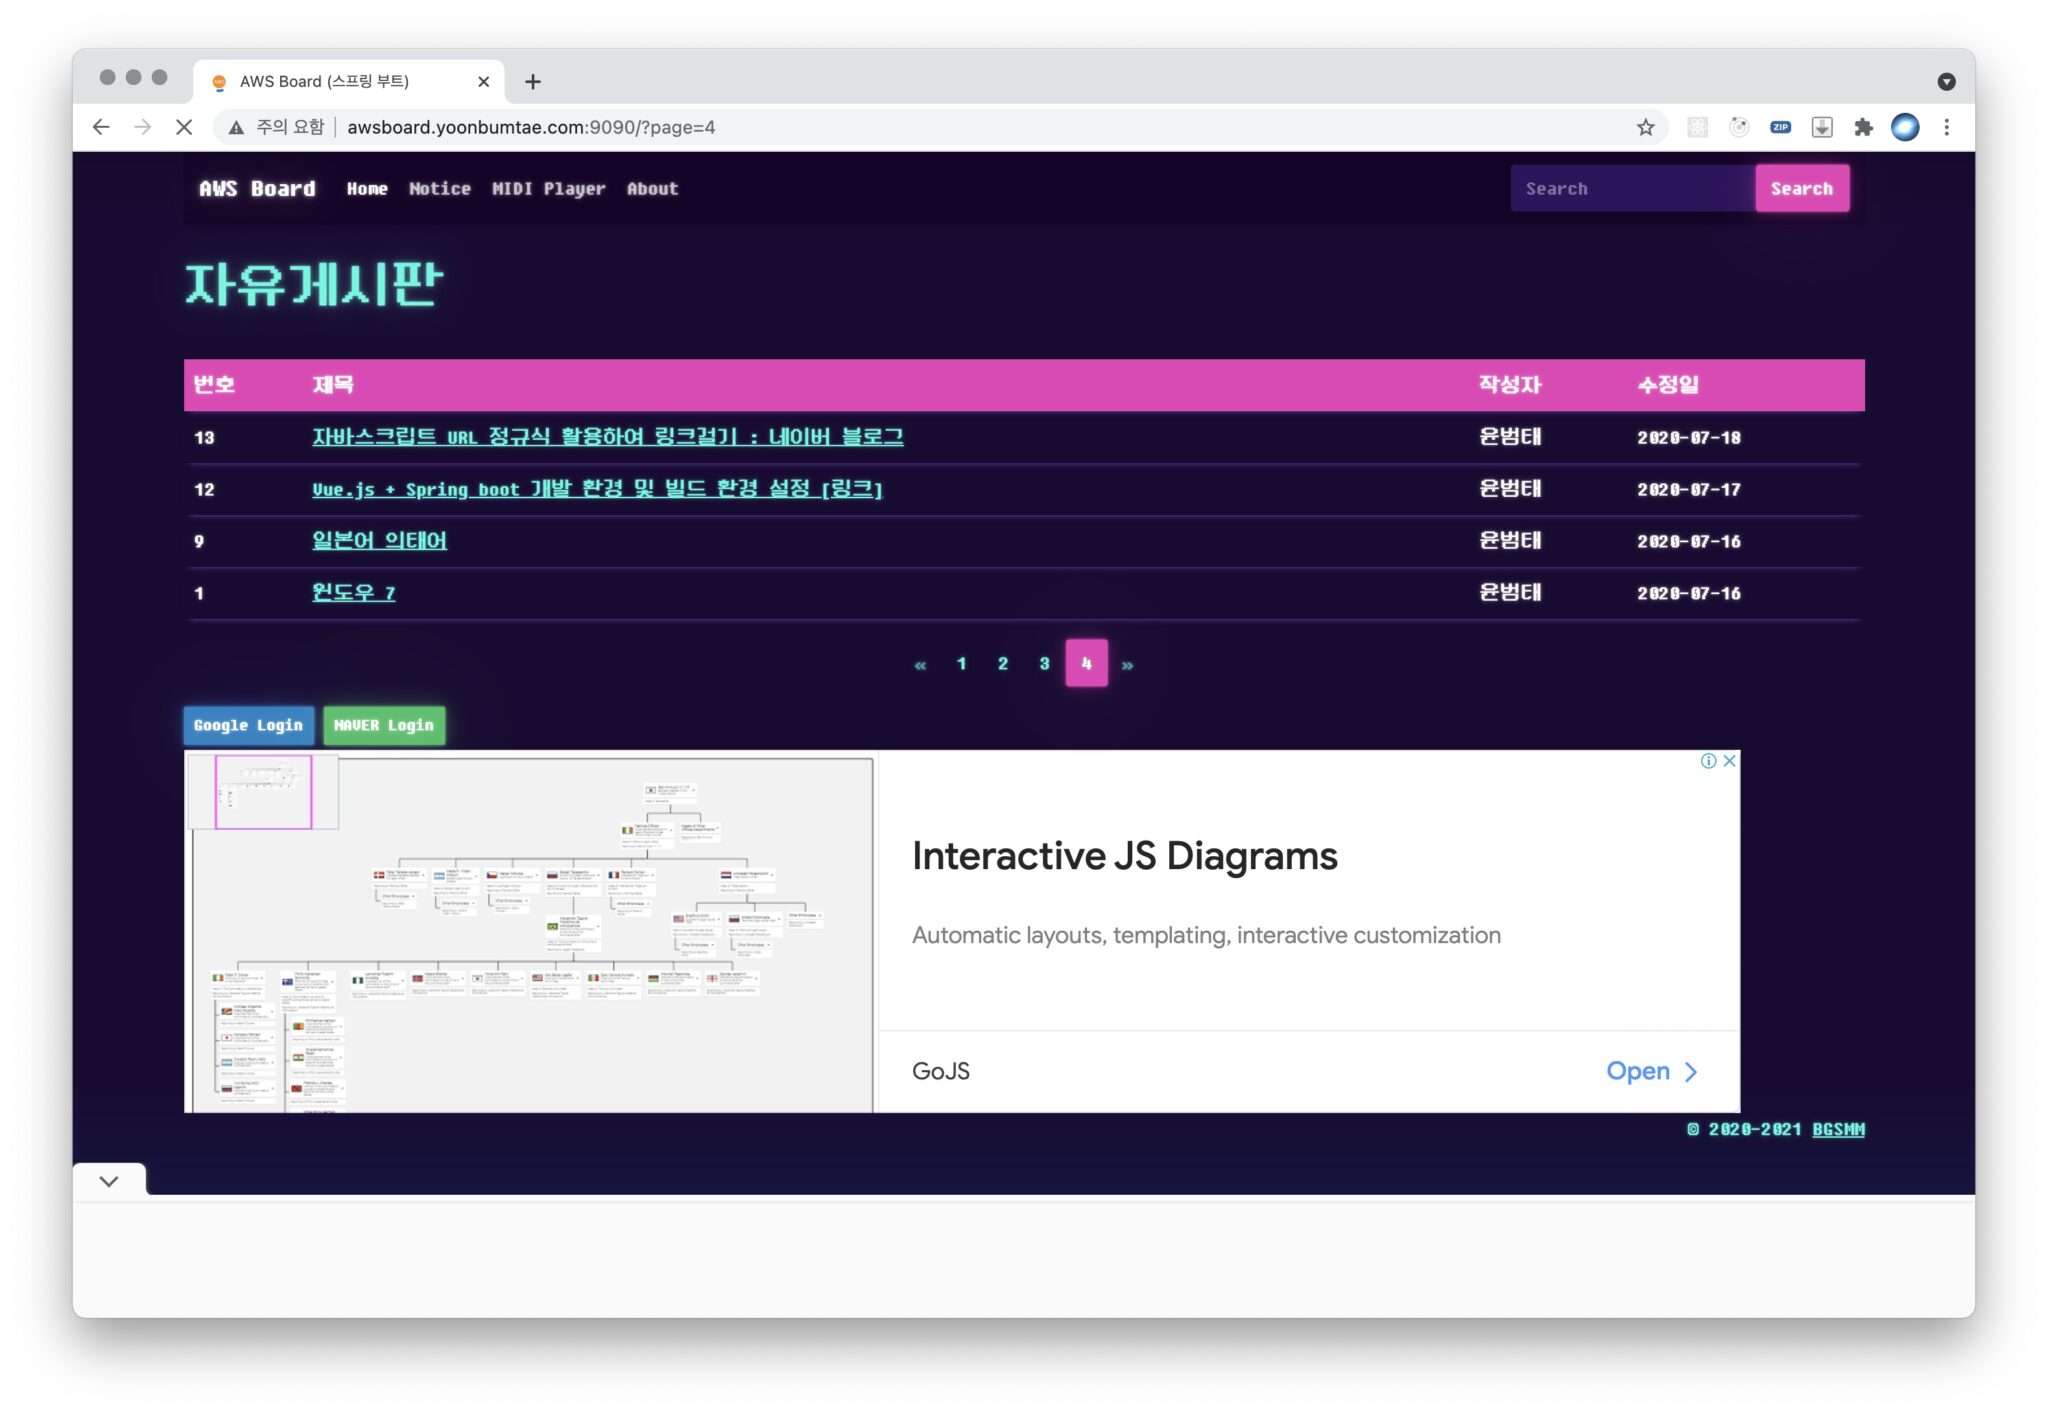 AWS Board (스프링 부트)
주의 요함 awsboard.yoonbumtae.com:9090/?page=4
ZIP
AWS Board Home Notice MIDI Player About Search Search
자유게시판
번호 제목 작성자 수정일
13 자바스크립트 URL 정규식 활용하여 링크걸기 : 네이버 블로그 윤범태 2020-07-18
12 Vue.js + Spring boot 개발 환경 및 빌드 환경 설정 [링크] 윤범태 2020-07-17
9 일본어 의태어 윤범태 2020-07-16
1 윈도우 7 윤범태 2020-07-16
« 1 2 3 4 »
Google Login NAVER Login
Interactive JS Diagrams
Automatic layouts, templating, interactive customization
GoJS Open
© 2020-2021 BGSMM